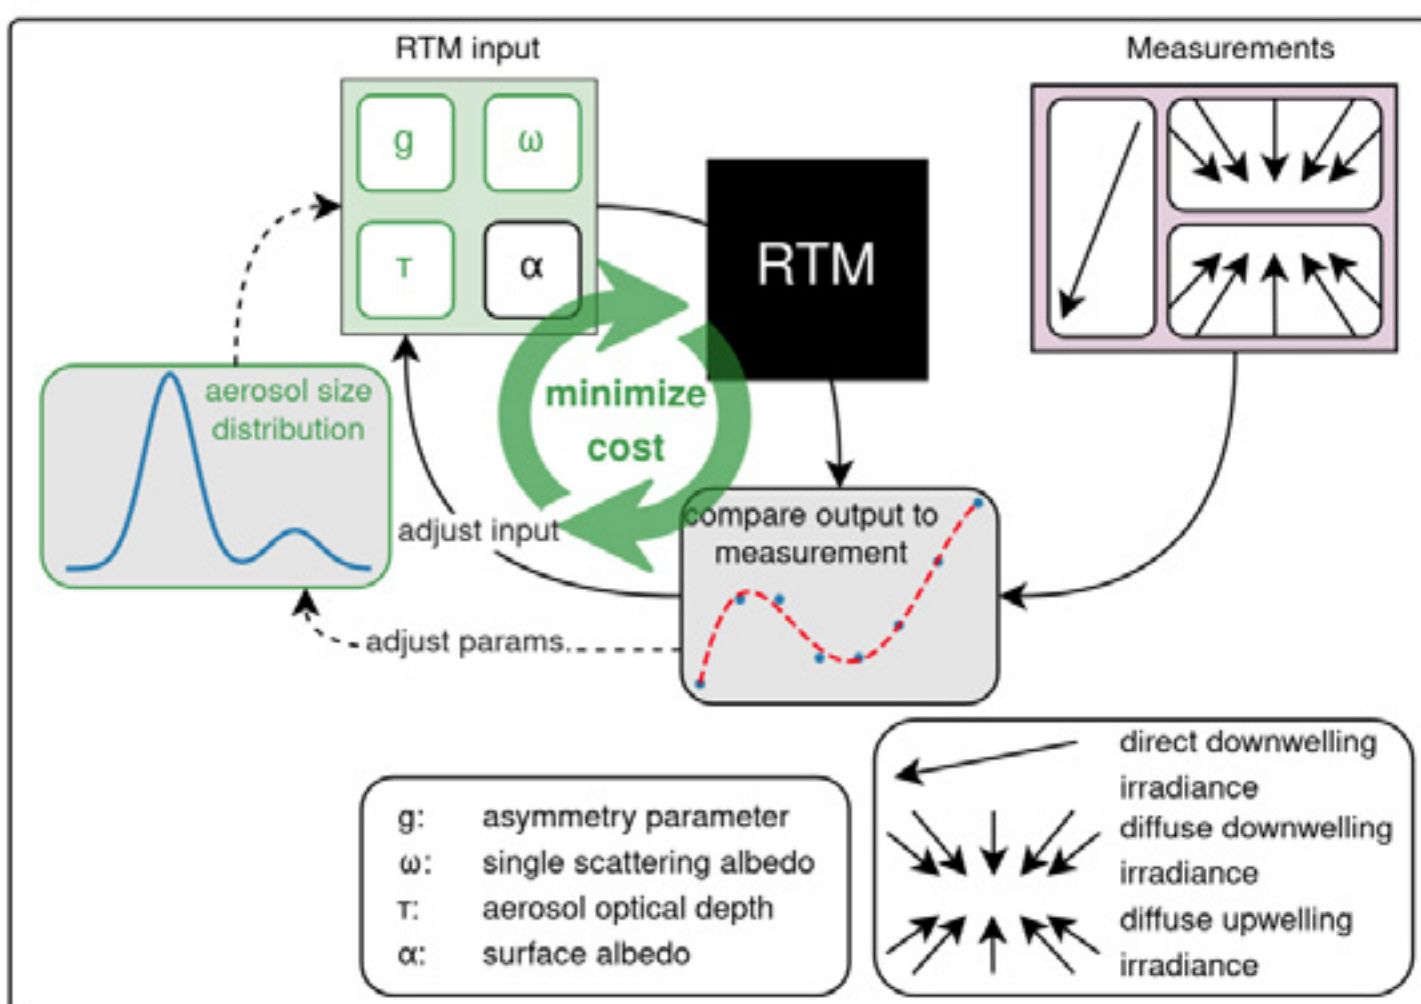 RTM input
Measurements
g
ω
τ
α
RTM
aerosol size
distribution
minimize
cost
adjust input
compare output to
measurement
adjust params.
g: asymmetry parameter
ω: single scattering albedo
τ: aerosol optical depth
α: surface albedo
direct downwelling
irradiance
diffuse downwelling
irradiance
diffuse upwelling
irradiance